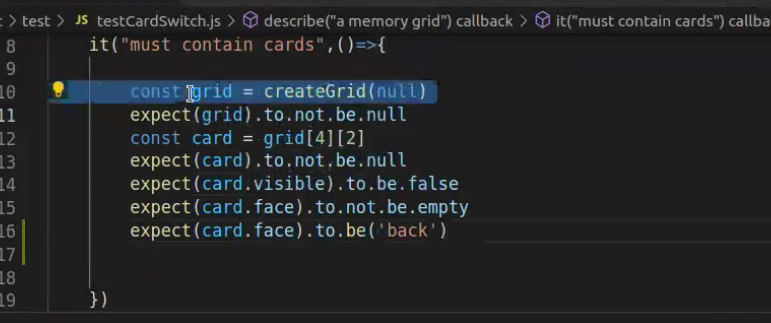 > test > JS testCardSwitch.js > describe("a memory grid") callback > it("must contain cards") callba
8 it("must contain cards",()=>{
9
10 const grid = createGrid(null)
11 expect(grid).to.not.be.null
12 const card = grid[4][2]
13 expect(card).to.not.be.null
14 expect(card.visible).to.be.false
15 expect(card.face).to.not.be.empty
16 expect(card.face).to.be('back')
17
18
19 })